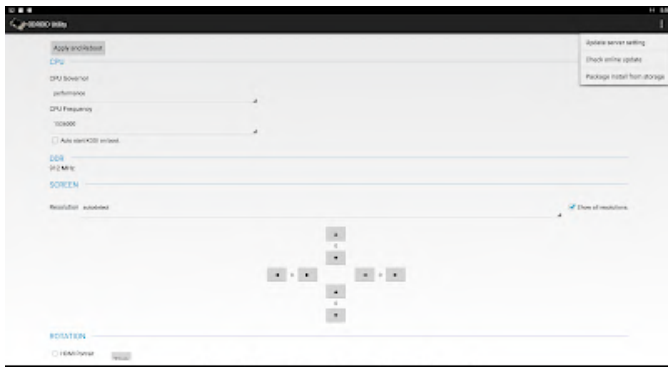 ODROID Utility
Update server setting
Check online update
Package install from storage
Apply and Reboot
CPU
CPU Governor
performance
CPU Frequency
Auto start KODI on boot
DDR
912 MHz
SCREEN
Resolution autodetect
Show all resolutions
ROTATION